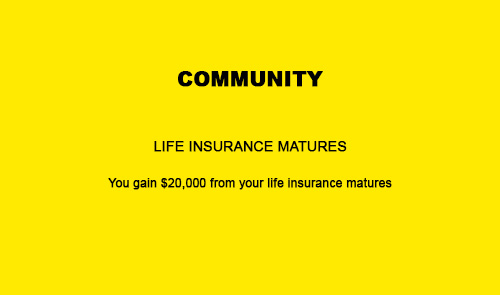 COMMUNITY
LIFE INSURANCE MATURES
You gain $20,000 from your life insurance matures